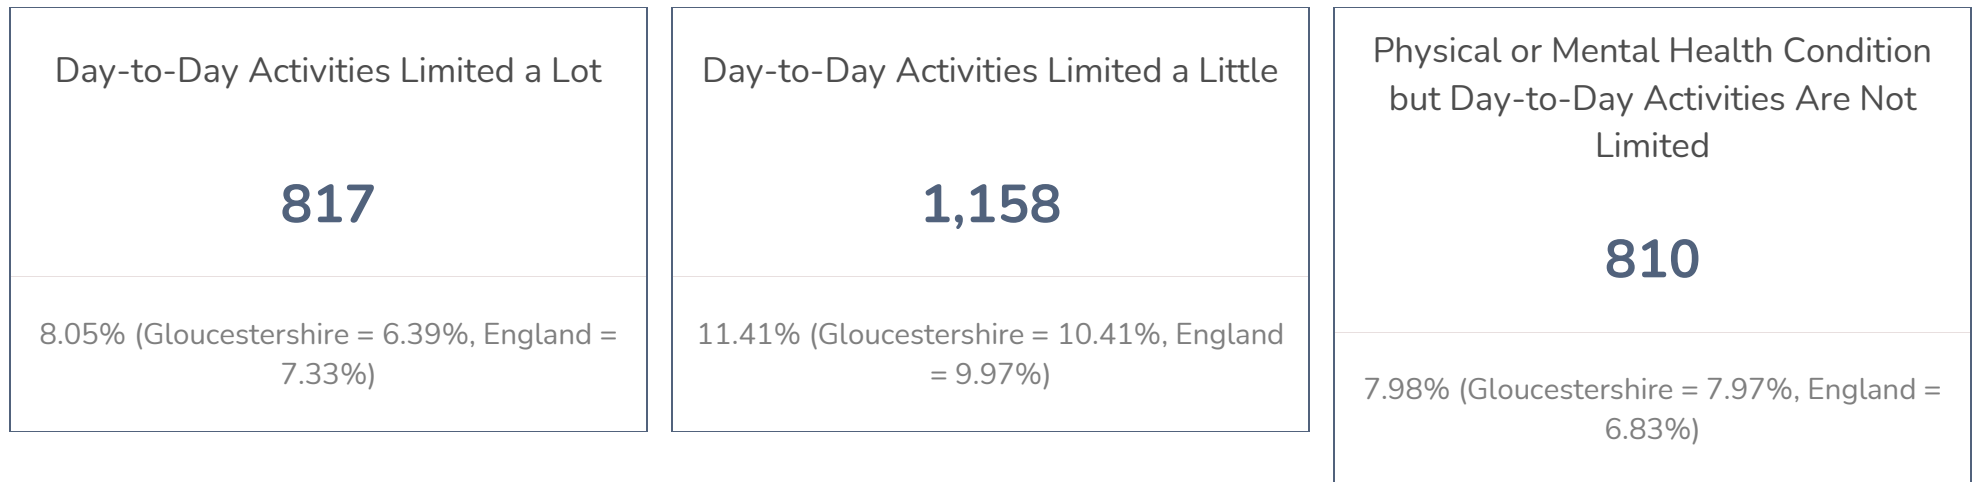 Day-to-Day Activities Limited a Lot
817
8.05% (Gloucestershire = 6.39%, England =
7.33%)
Day-to-Day Activities Limited a Little
1,158
11.41% (Gloucestershire = 10.41%, England
= 9.97%)
Physical or Mental Health Condition
but Day-to-Day Activities Are Not
Limited
810
7.98% (Gloucestershire = 7.97%, England =
6.83%)